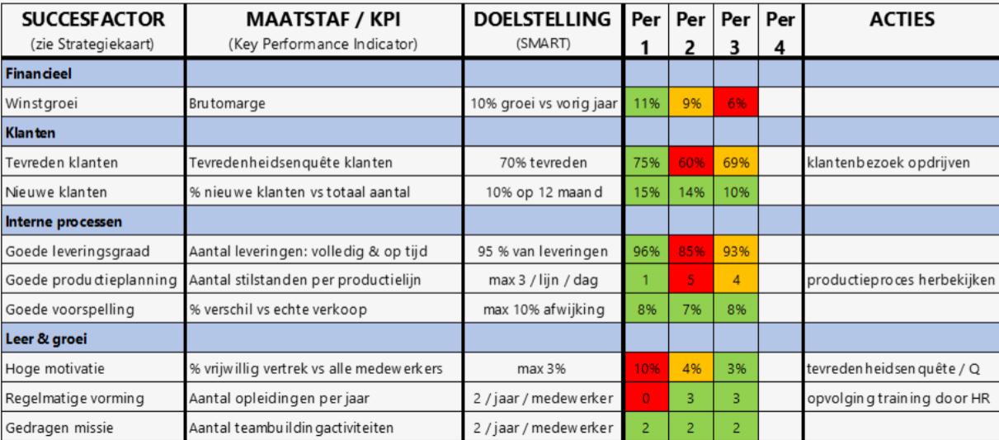 SUCCESFACTOR MAATSTAF / KPI DOELSTELLING Per Per Per Per ACTIES
(zie Strategiekaart) (Key Performance Indicator) (SMART) 1 2 3 4
Financieel
Winstgroei Brutomarge 10% groei vs vorig jaar 11% 9% 6%
Klanten
Tevreden klanten Tevredenheidsenquête klanten 70% tevreden 75% 60% 69% klantenbezoek opdrijven
Nieuwe klanten % nieuwe klanten vs totaal aantal 10% op 12 maand 15% 14% 10%
Interne processen
Goede leveringsgraad Aantal leveringen: volledig & op tijd 95 % van leveringen 96% 85% 93%
Goede productieplanning Aantal stilstanden per productielijn max 3 / lijn / dag 1 5 4 productieproces herbekijken
Goede voorspelling % verschil vs echte verkoop max 10% afwijking 8% 7% 8%
Leer & groei
Hoge motivatie % vrijwillig vertrek vs alle medewerkers max 3% 10% 4% 3% tevredenheidsenquête / Q
Regelmatige vorming Aantal opleidingen per jaar 2 / jaar / medewerker 0 3 3 opvolging training door HR
Gedragen missie Aantal teambuildingactiviteiten 2 / jaar / medewerker 2 2 2